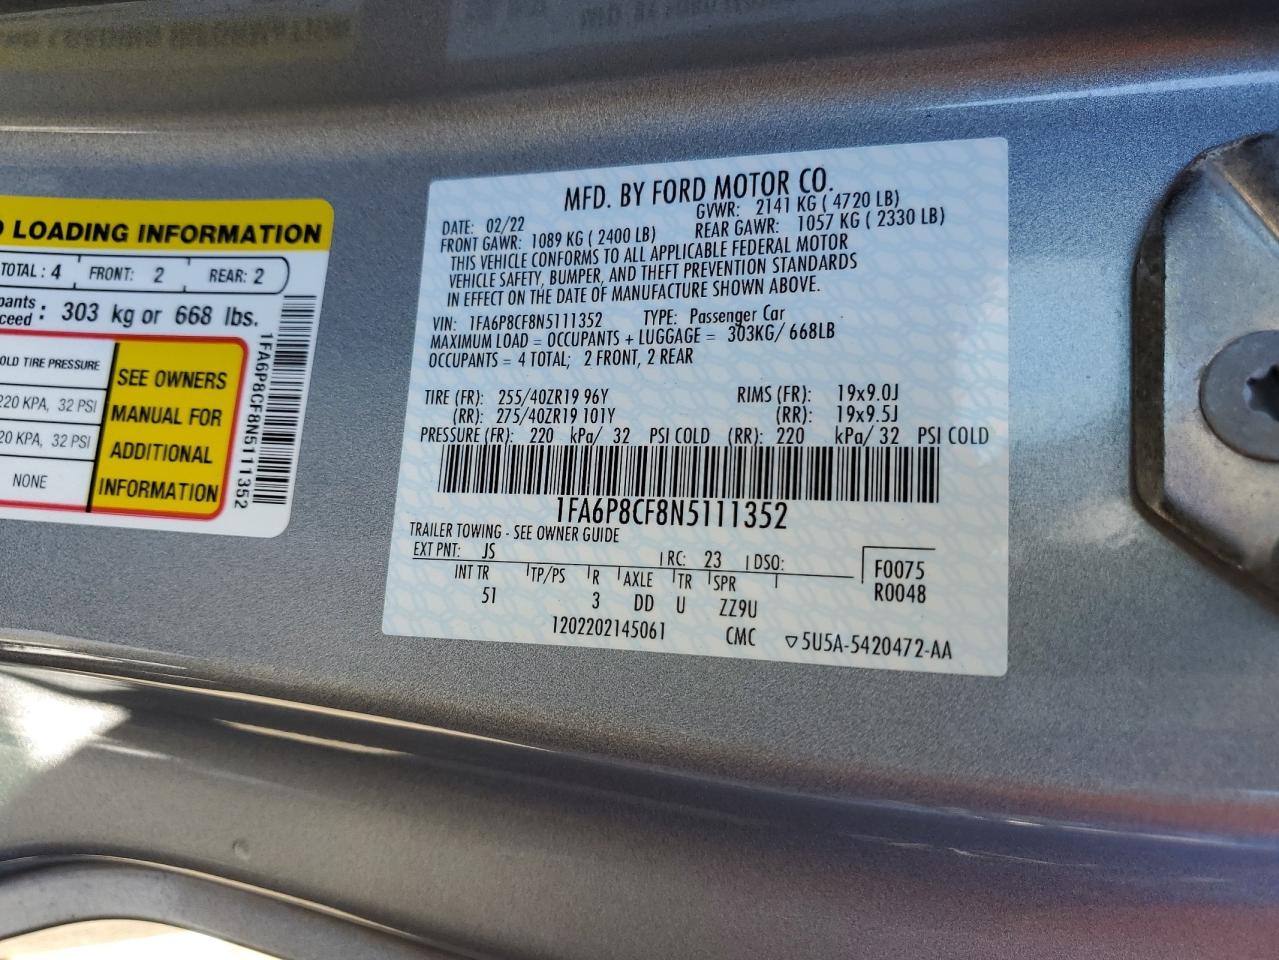 D LOADING INFORMATION
TOTAL : 4 FRONT: 2 REAR: 2
pants
ceed : 303 kg or 668 lbs.
OLD TIRE PRESSURE
220 KPA, 32 PSI
20 KPA, 32 PSI
NONE
SEE OWNERS
MANUAL FOR
ADDITIONAL
INFORMATION
1FA6P8CF8N5111352
MFD. BY FORD MOTOR CO.
DATE: 02/22 GVWR: 2141 KG ( 4720 LB)
FRONT GAWR: 1089 KG ( 2400 LB) REAR GAWR: 1057 KG ( 2330 LB)
THIS VEHICLE CONFORMS TO ALL APPLICABLE FEDERAL MOTOR
VEHICLE SAFETY, BUMPER, AND THEFT PREVENTION STANDARDS
IN EFFECT ON THE DATE OF MANUFACTURE SHOWN ABOVE.
VIN: 1FA6P8CF8N5111352 TYPE: Passenger Car
MAXIMUM LOAD = OCCUPANTS + LUGGAGE = 303KG/ 668LB
OCCUPANTS = 4 TOTAL; 2 FRONT, 2 REAR
TIRE (FR): 255/40ZR19 96Y RIMS (FR): 19x9.0J
(RR): 275/40ZR19 101Y (RR): 19x9.5J
PRESSURE (FR): 220 kPa/ 32 PSI COLD (RR): 220 kPa/ 32 PSI COLD
1FA6P8CF8N5111352
TRAILER TOWING - SEE OWNER GUIDE
EXT PNT: JS RC: 23 DSO: F0075
INT TR TP/PS R AXLE TR SPR R0048
51 3 DD U ZZ9U
1202202145061 CMC ▽5U5A-5420472-AA